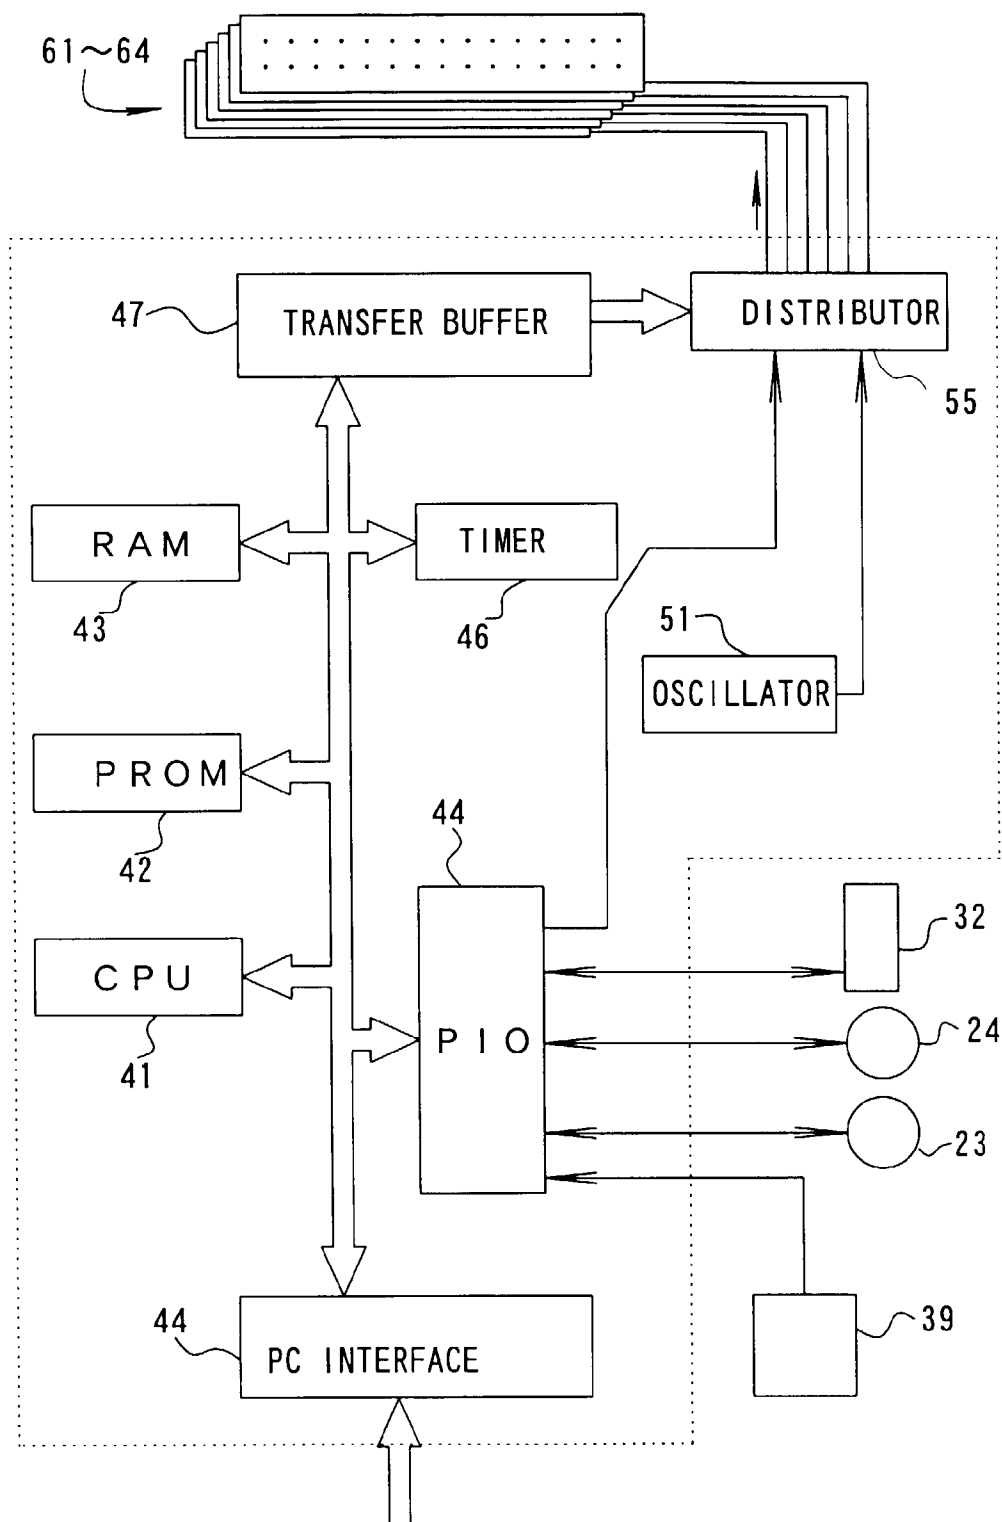 61~64
47
TRANSFER BUFFER
DISTRIBUTOR
55
RAM
43
TIMER
46
51
OSCILLATOR
PROM
42
44
32
CPU
41
PIO
24
23
44
PC INTERFACE
39